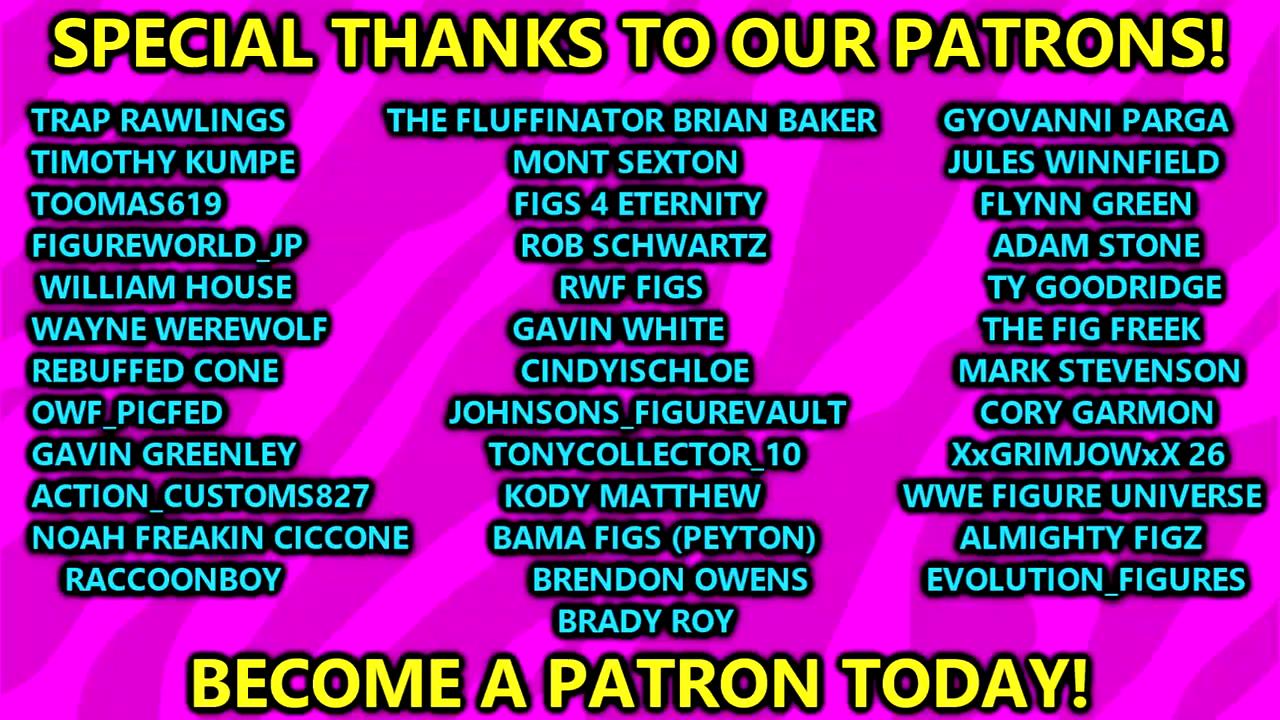 SPECIAL THANKS TO OUR PATRONS!
TRAP RAWLINGS
TIMOTHY KUMPE
TOOMAS619
FIGUREWORLD_JP
WILLIAM HOUSE
WAYNE WEREWOLF
REBUFFED CONE
OWF_PICFED
GAVIN GREENLEY
ACTION_CUSTOMS827
NOAH FREAKIN CICCONE
RACCOONBOY
THE FLUFFINATOR BRIAN BAKER
MONT SEXTON
FIGS 4 ETERNITY
ROB SCHWARTZ
RWF FIGS
GAVIN WHITE
CINDYISCHLOE
JOHNSONS_FIGUREVAULT
TONYCOLLECTOR_10
KODY MATTHEW
BAMA FIGS (PEYTON)
BRENDON OWENS
BRADY ROY
GYOVANNI PARGA
JULES WINNFIELD
FLYNN GREEN
ADAM STONE
TY GOODRIDGE
THE FIG FREEK
MARK STEVENSON
CORY GARMON
XxGRIMJOWxX 26
WWE FIGURE UNIVERSE
ALMIGHTY FIGZ
EVOLUTION_FIGURES
BECOME A PATRON TODAY!